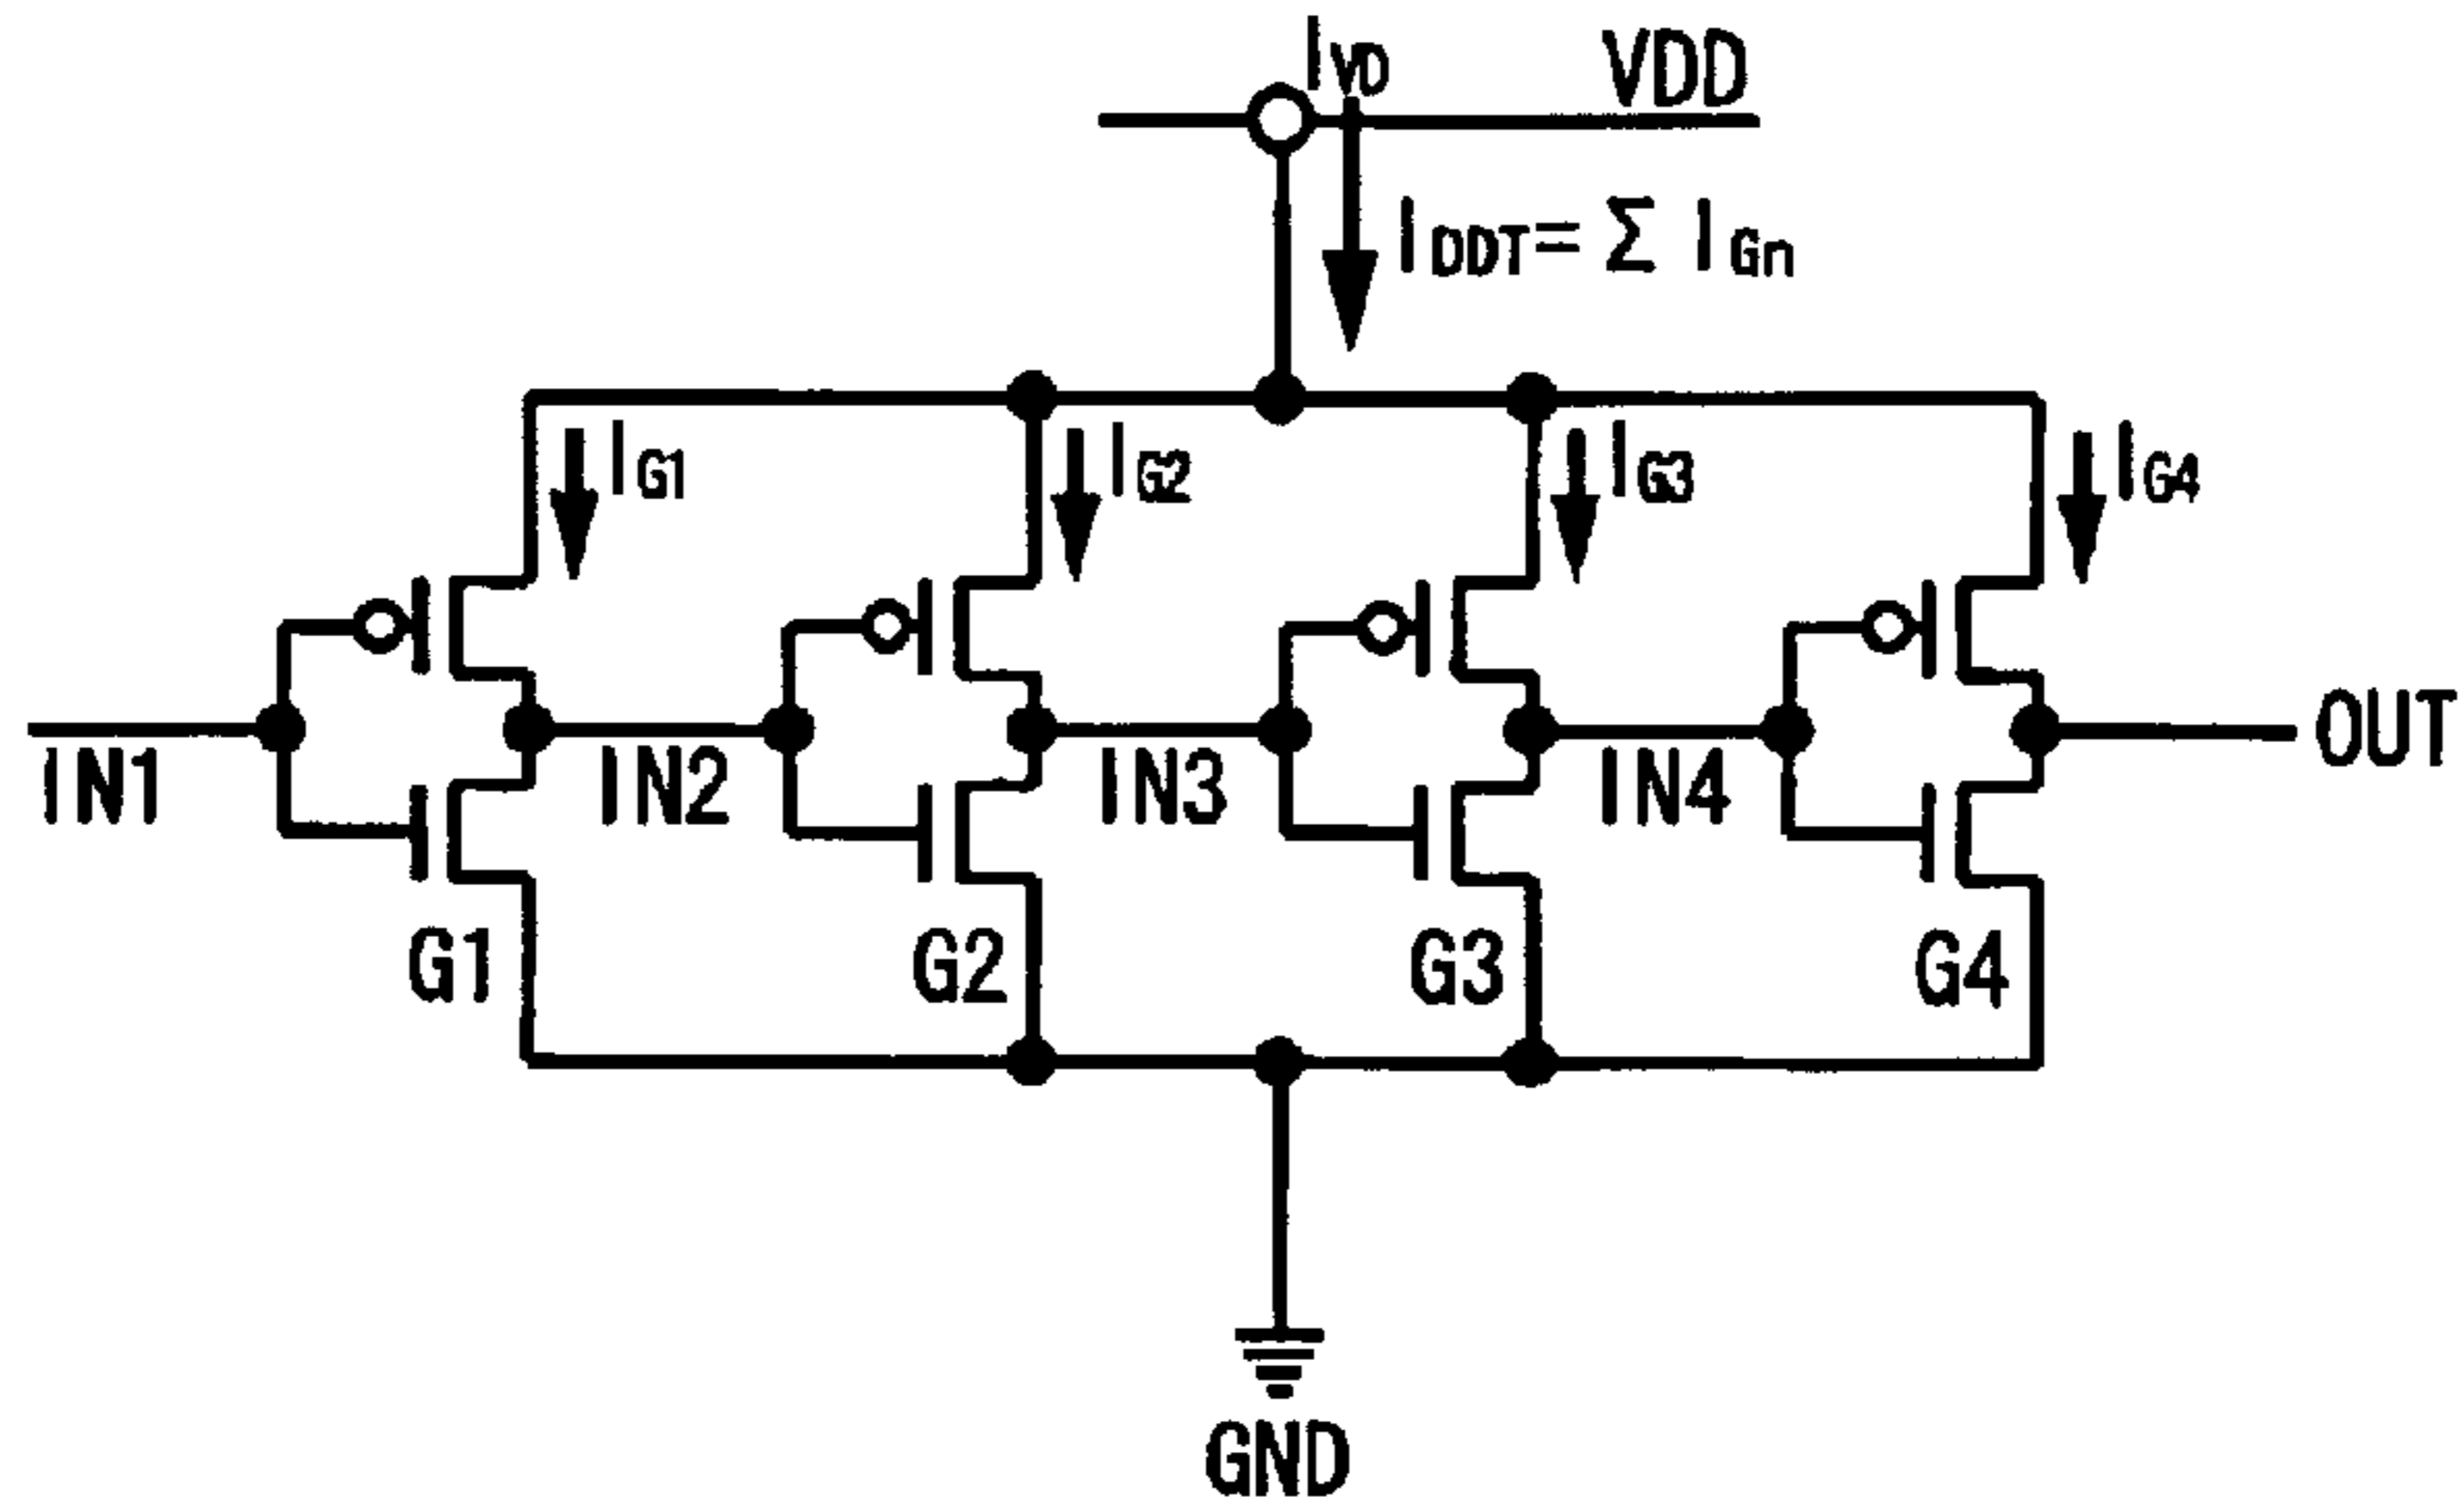 IVD
VDD
IDDT= Σ IGn
IG1
IG2
IG3
IG4
IN1
IN2
IN3
IN4
OUT
G1
G2
G3
G4
GND